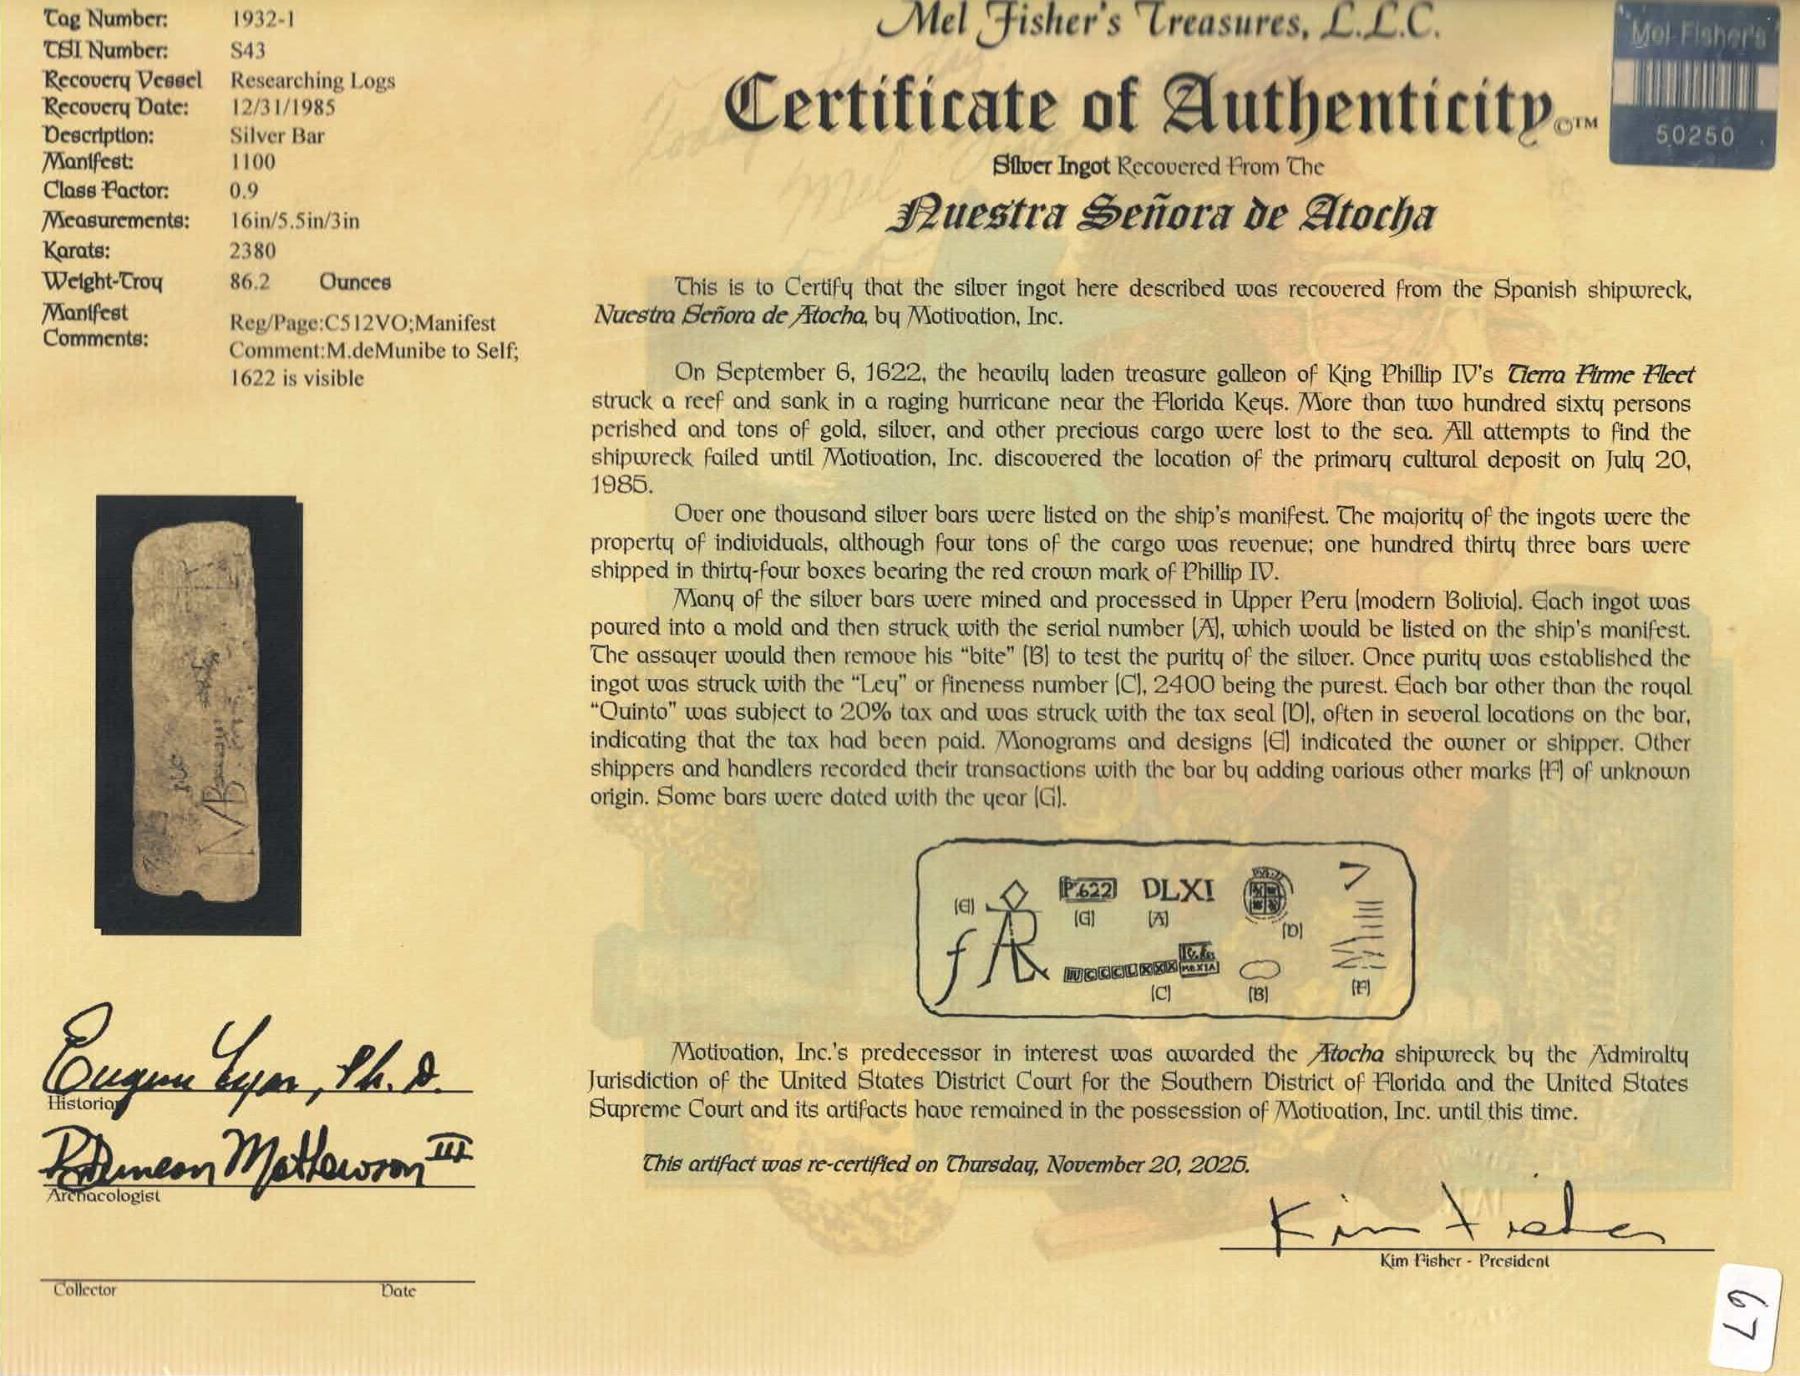 Tag Number: 1932-1
TSI Number: S43
Recovery Vessel Researching Logs
Recovery Date: 12/31/1985
Description: Silver Bar
Manifest: 1100
Class Factor: 0.9
Measurements: 16in/5.5in/3in
Karats: 2380
Weight-Troy 86.2 Ounces
Manifest
Comments: Reg/Page:C512VO;Manifest
Comment:M.deMunibe to Self;
1622 is visible
Mel Fisher's Treasures, L.L.C.
Certificate of Authenticity ©™
Silver Ingot Recovered From The
Nuestra Señora de Atocha
Mel Fisher's
50250
This is to Certify that the silver ingot here described was recovered from the Spanish shipwreck,
Nuestra Señora de Atocha, by Motivation, Inc.
On September 6, 1622, the heavily laden treasure galleon of King Phillip IV's Tierra Firme Fleet
struck a reef and sank in a raging hurricane near the Florida Keys. More than two hundred sixty persons
perished and tons of gold, silver, and other precious cargo were lost to the sea. All attempts to find the
shipwreck failed until Motivation, Inc. discovered the location of the primary cultural deposit on July 20,
1985.
Over one thousand silver bars were listed on the ship's manifest. The majority of the ingots were the
property of individuals, although four tons of the cargo was revenue; one hundred thirty three bars were
shipped in thirty-four boxes bearing the red crown mark of Phillip IV.
Many of the silver bars were mined and processed in Upper Peru (modern Bolivia). Each ingot was
poured into a mold and then struck with the serial number (A), which would be listed on the ship's manifest.
The assayer would then remove his "bite" (B) to test the purity of the silver. Once purity was established the
ingot was struck with the "Ley" or fineness number (C), 2400 being the purest. Each bar other than the royal
"Quinto" was subject to 20% tax and was struck with the tax seal (D), often in several locations on the bar,
indicating that the tax had been paid. Monograms and designs (E) indicated the owner or shipper. Other
shippers and handlers recorded their transactions with the bar by adding various other marks (F) of unknown
origin. Some bars were dated with the year (G).
(E) P.622 DLXI
(G) (A) (D)
(C) (B) (F)
Motivation, Inc.'s predecessor in interest was awarded the Atocha shipwreck by the Admiralty
Jurisdiction of the United States District Court for the Southern District of Florida and the United States
Supreme Court and its artifacts have remained in the possession of Motivation, Inc. until this time.
This artifact was re-certified on Thursday, November 20, 2025.
Eugene Lyon, Ph. D.
Historian
R Duncan Mathewson III
Archaeologist
Kim Fisher
Kim Fisher - President
Collector Date
67